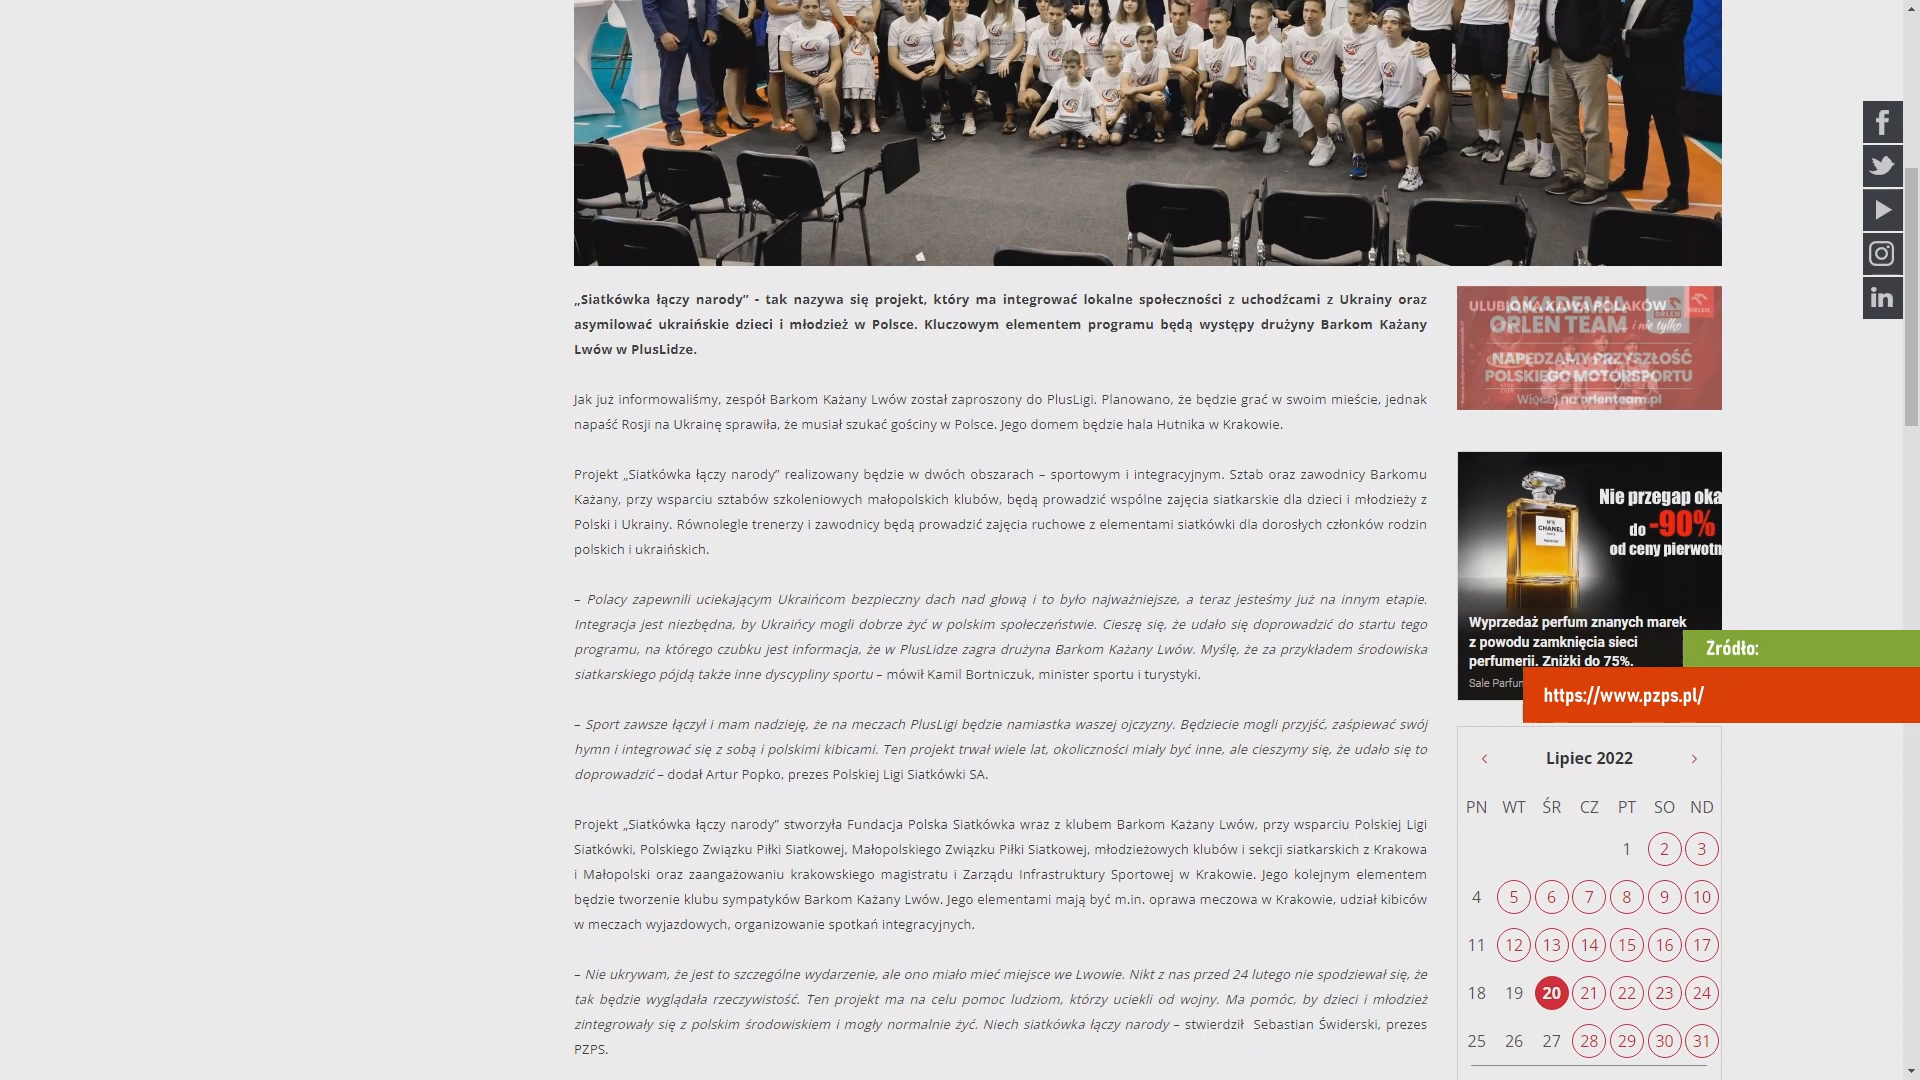 „Siatkówka łączy narody” - tak nazywa się projekt, który ma integrować lokalne społeczności z uchodźcami z Ukrainy oraz
asymilować ukraińskie dzieci i młodzież w Polsce. Kluczowym elementem programu będą występy drużyny Barkom Każany
Lwów w PlusLidze.
Jak już informowaliśmy, zespół Barkom Każany Lwów został zaproszony do PlusLigi. Planowano, że będzie grać w swoim mieście, jednak
napaść Rosji na Ukrainę sprawiła, że musiał szukać gościny w Polsce. Jego domem będzie hala Hutnika w Krakowie.
Projekt „Siatkówka łączy narody” realizowany będzie w dwóch obszarach – sportowym i integracyjnym. Sztab oraz zawodnicy Barkomu
Każany, przy wsparciu sztabów szkoleniowych małopolskich klubów, będą prowadzić wspólne zajęcia siatkarskie dla dzieci i młodzieży z
Polski i Ukrainy. Równolegle trenerzy i zawodnicy będą prowadzić zajęcia ruchowe z elementami siatkówki dla dorosłych członków rodzin
polskich i ukraińskich.
– Polacy zapewnili uciekającym Ukraińcom bezpieczny dach nad głową i to było najważniejsze, a teraz jesteśmy już na innym etapie.
Integracja jest niezbędna, by Ukraińcy mogli dobrze żyć w polskim społeczeństwie. Cieszę się, że udało się doprowadzić do startu tego
programu, na którego czubku jest informacja, że w PlusLidze zagra drużyna Barkom Każany Lwów. Myślę, że za przykładem środowiska
siatkarskiego pójdą także inne dyscypliny sportu – mówił Kamil Bortniczuk, minister sportu i turystyki.
– Sport zawsze łączył i mam nadzieję, że na meczach PlusLigi będzie namiastka waszej ojczyzny. Będziecie mogli przyjść, zaśpiewać swój
hymn i integrować się z sobą i polskimi kibicami. Ten projekt trwał wiele lat, okoliczności miały być inne, ale cieszymy się, że udało się to
doprowadzić – dodał Artur Popko, prezes Polskiej Ligi Siatkówki SA.
Projekt „Siatkówka łączy narody” stworzyła Fundacja Polska Siatkówka wraz z klubem Barkom Każany Lwów, przy wsparciu Polskiej Ligi
Siatkówki, Polskiego Związku Piłki Siatkowej, Małopolskiego Związku Piłki Siatkowej, młodzieżowych klubów i sekcji siatkarskich z Krakowa
i Małopolski oraz zaangażowaniu krakowskiego magistratu i Zarządu Infrastruktury Sportowej w Krakowie. Jego kolejnym elementem
będzie tworzenie klubu sympatyków Barkom Każany Lwów. Jego elementami mają być m.in. oprawa meczowa w Krakowie, udział kibiców
w meczach wyjazdowych, organizowanie spotkań integracyjnych.
– Nie ukrywam, że jest to szczególne wydarzenie, ale ono miało mieć miejsce we Lwowie. Nikt z nas przed 24 lutego nie spodziewał się, że
tak będzie wyglądała rzeczywistość. Ten projekt ma na celu pomoc ludziom, którzy uciekli od wojny. Ma pomóc, by dzieci i młodzież
zintegrowały się z polskim środowiskiem i mogły normalnie żyć. Niech siatkówka łączy narody – stwierdził Sebastian Świderski, prezes
PZPS.
ULUBIONA KAWA POLAKÓW
AKADEMIA
ORLEN TEAM
... i nie tylko
ORLEN ORLEN
NAPĘDZAMY PRZYSZŁOŚĆ
POLSKIEGO MOTORSPORTU
Więcej na orlenteam.pl
N°5
CHANEL
Nie przegap oka
do -90%
od ceny pierwotn
Wyprzedaż perfum znanych marek
z powodu zamknięcia sieci
perfumerii. Zniżki do 75%.
Sale Parfum
Zródło:
https://www.pzps.pl/
Lipiec 2022
PN WT ŚR CZ PT SO ND
1 2 3
4 5 6 7 8 9 10
11 12 13 14 15 16 17
18 19 20 21 22 23 24
25 26 27 28 29 30 31